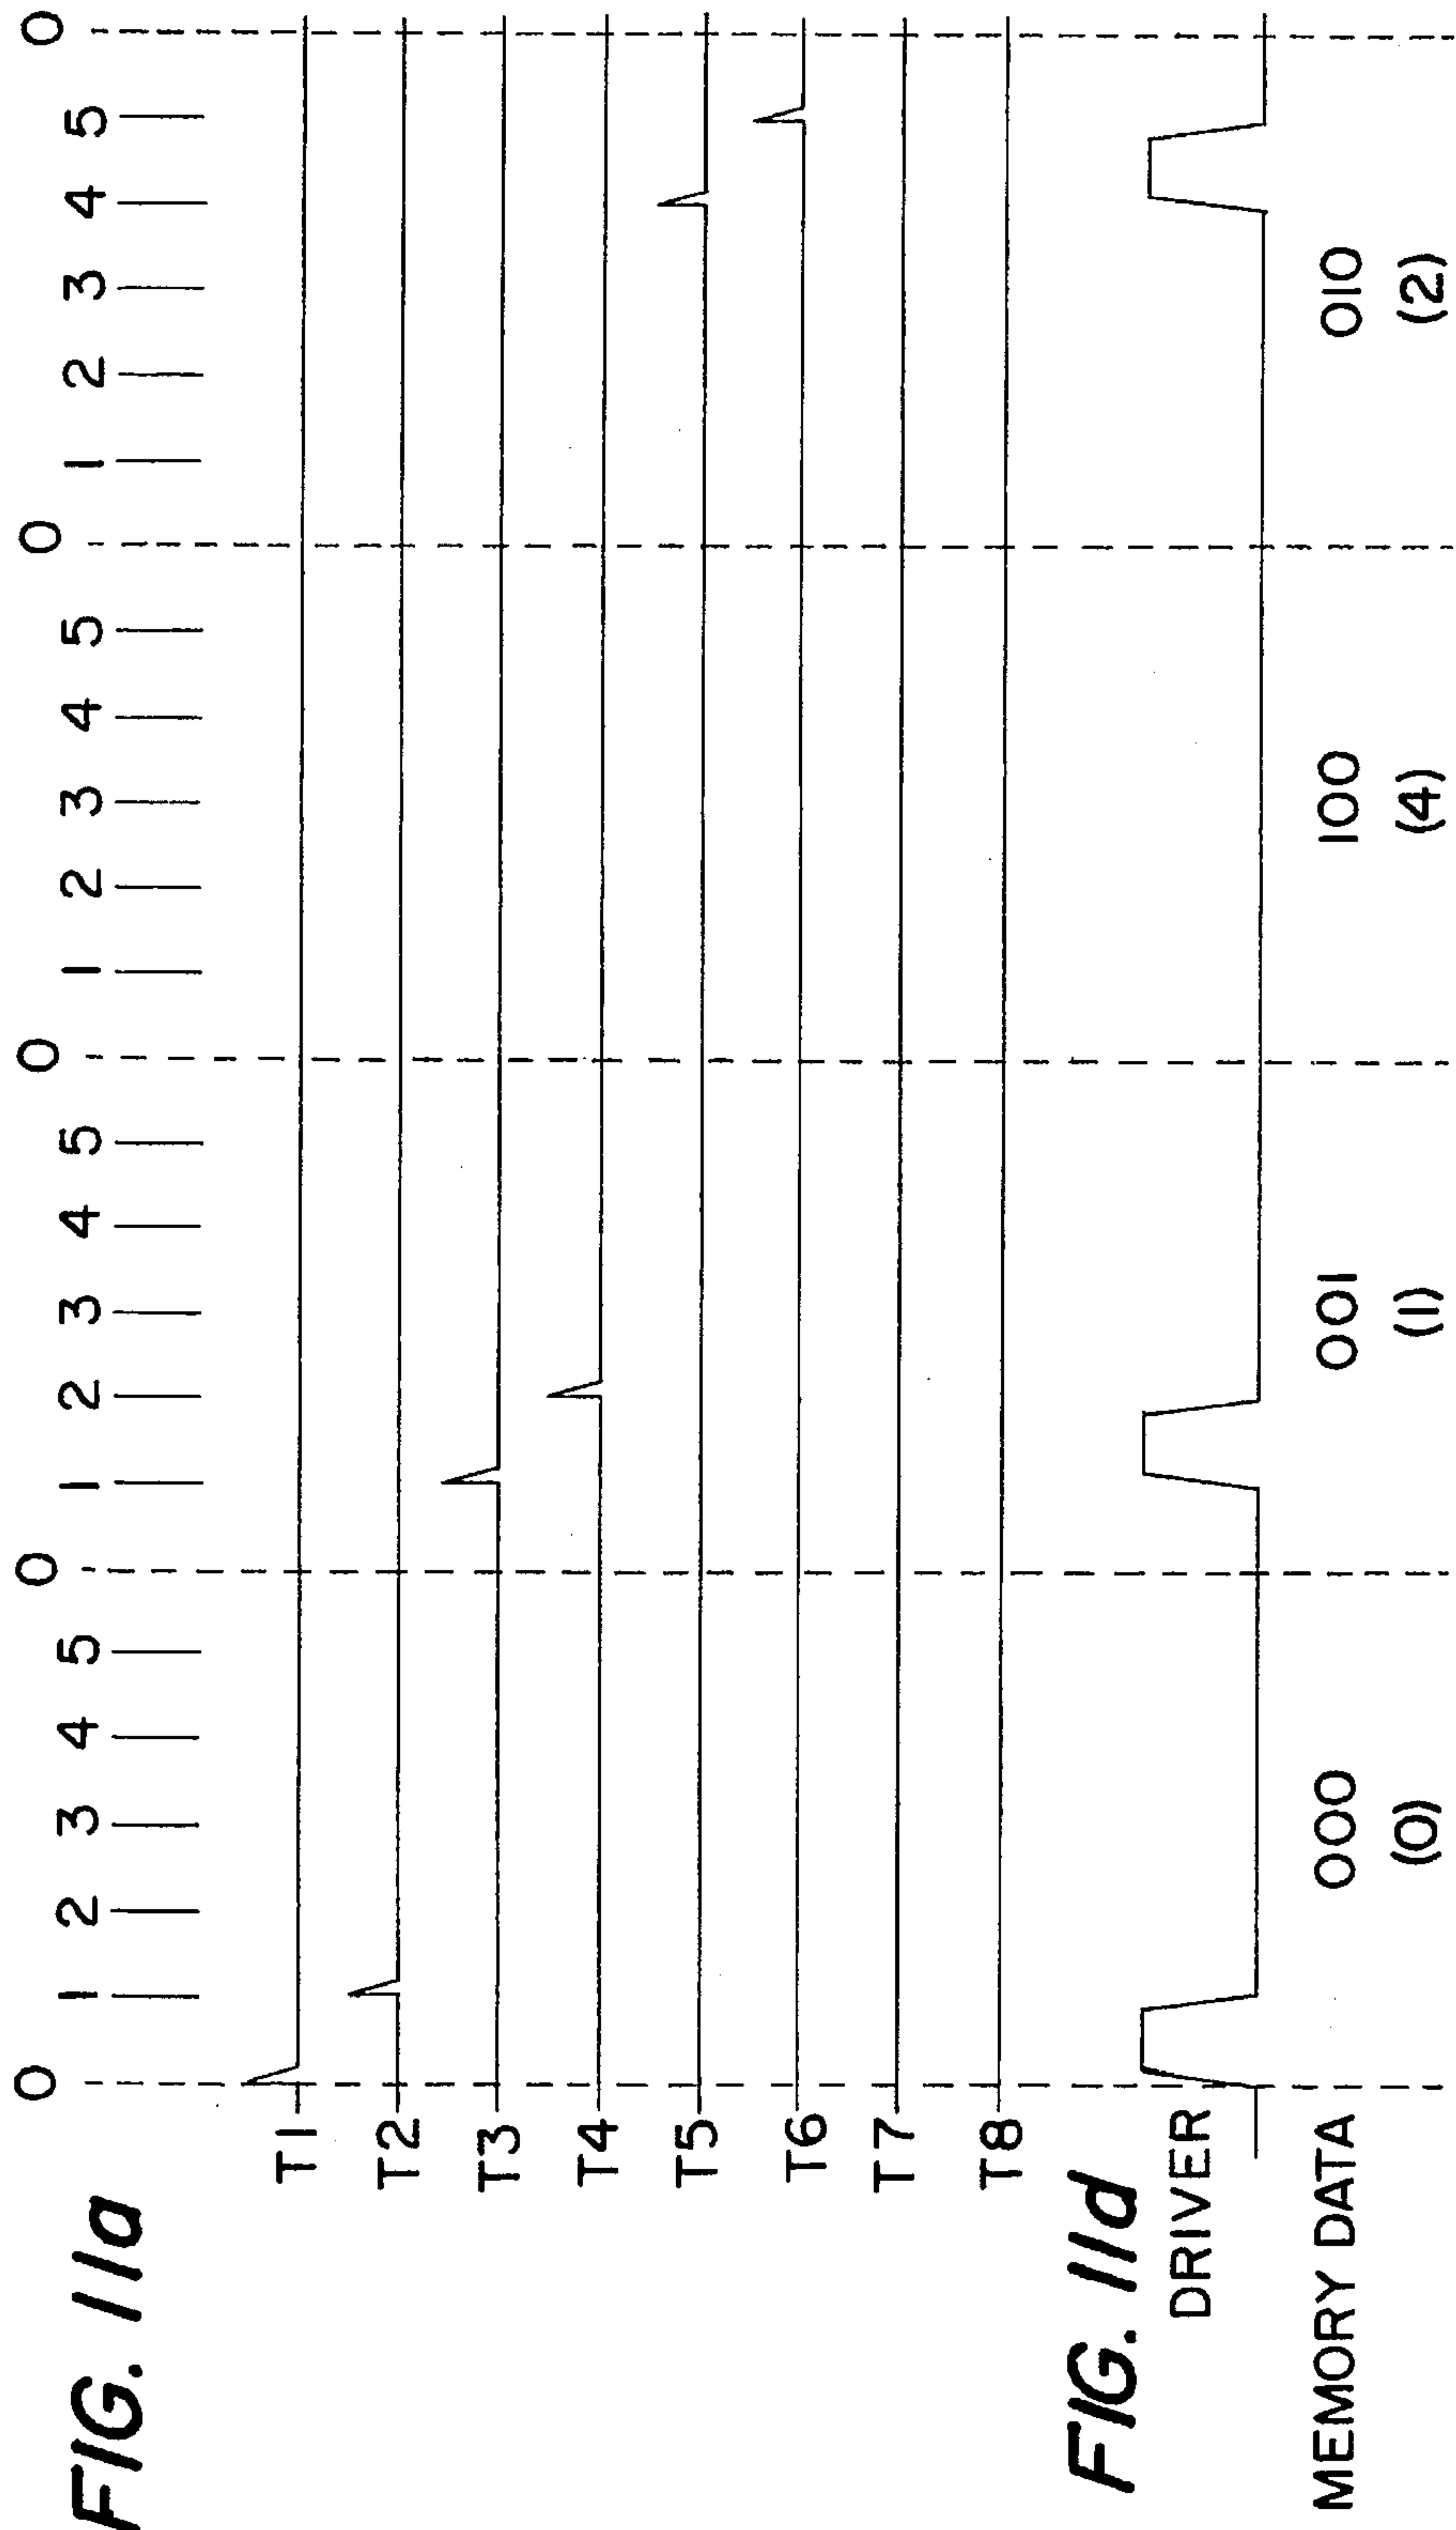 FIG. 11a
0 1 2 3 4 5 0 1 2 3 4 5 0 1 2 3 4 5 0 1 2 3 4 5 0
T1
T2
T3
T4
T5
T6
T7
T8
FIG. 11d
DRIVER
MEMORY DATA
000 001 100 010
(0) (1) (4) (2)